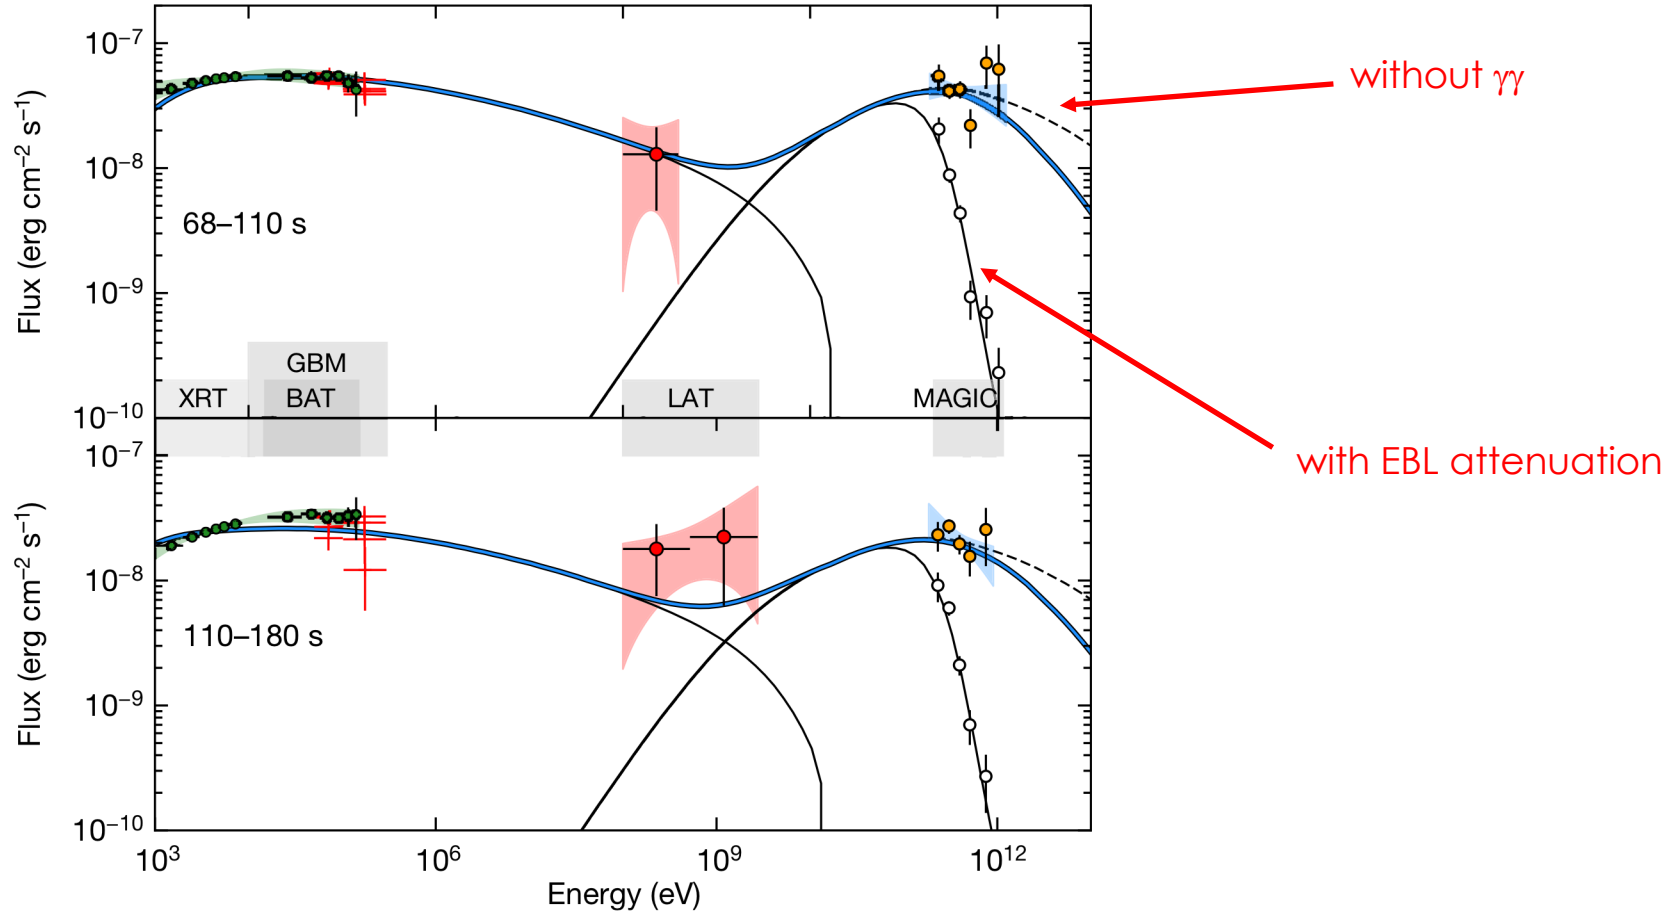 10⁻⁷
without γγ
10⁻⁸
Flux (erg cm⁻² s⁻¹)
68–110 s
10⁻⁹
GBM
XRT BAT LAT MAGIC
10⁻¹⁰
10⁻⁷
with EBL attenuation
10⁻⁸
Flux (erg cm⁻² s⁻¹)
110–180 s
10⁻⁹
10⁻¹⁰
10³ 10⁶ 10⁹ 10¹²
Energy (eV)